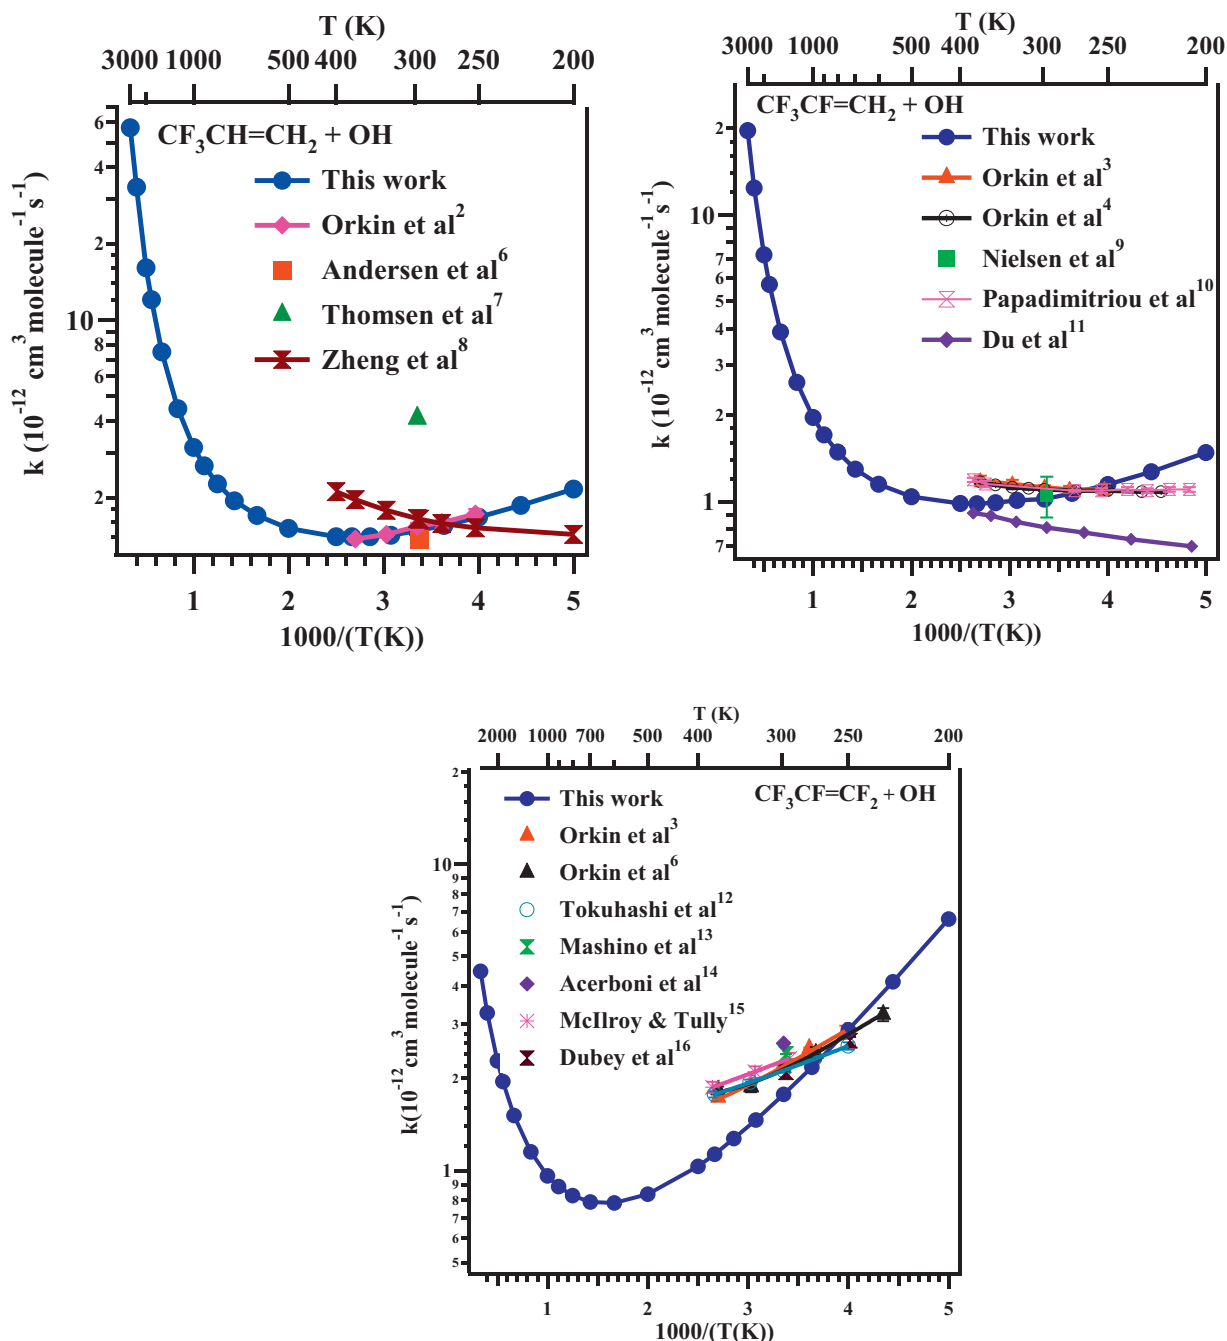 T (K)
3000 1000 500 400 300 250 200
CF3CH=CH2 + OH
This work
Orkin et al2
Andersen et al6
Thomsen et al7
Zheng et al8
k (10-12 cm3 molecule-1 s-1)
6
4
2
10
8
6
4
2
1 2 3 4 5
1000/(T(K))
T (K)
3000 1000 500 400 300 250 200
CF3CF=CH2 + OH
This work
Orkin et al3
Orkin et al4
Nielsen et al9
Papadimitriou et al10
Du et al11
k (10-12 cm3 molecule-1 s-1)
2
10
7
6
5
4
3
2
1
7
1 2 3 4 5
1000/(T(K))
T (K)
2000 1000 700 500 400 300 250 200
CF3CF=CF2 + OH
This work
Orkin et al3
Orkin et al6
Tokuhashi et al12
Mashino et al13
Acerboni et al14
McIlroy & Tully15
Dubey et al16
k(10-12 cm3 molecule-1 s-1)
2
10
9
8
7
6
5
4
3
2
1
9
8
7
6
5
1 2 3 4 5
1000/(T(K))